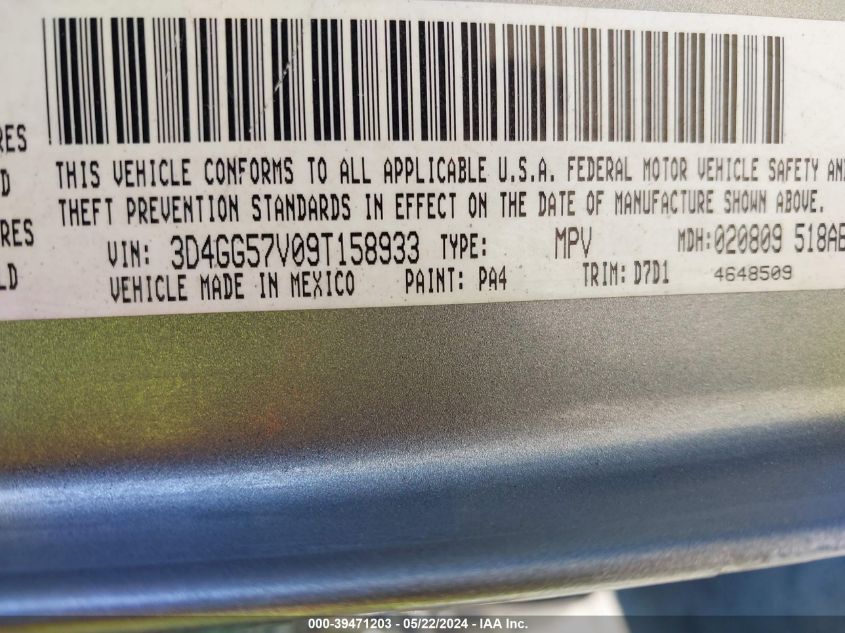 RES
THIS VEHICLE CONFORMS TO ALL APPLICABLE U.S.A. FEDERAL MOTOR VEHICLE SAFETY AN
D
THEFT PREVENTION STANDARDS IN EFFECT ON THE DATE OF MANUFACTURE SHOWN ABOVE.
RES
VIN: 3D4GG57V09T158933 TYPE: MPV MDH:020809 518AE
LD
VEHICLE MADE IN MEXICO PAINT: PA4 TRIM: D7D1 4648509
000-39471203 - 05/22/2024 - IAA Inc.